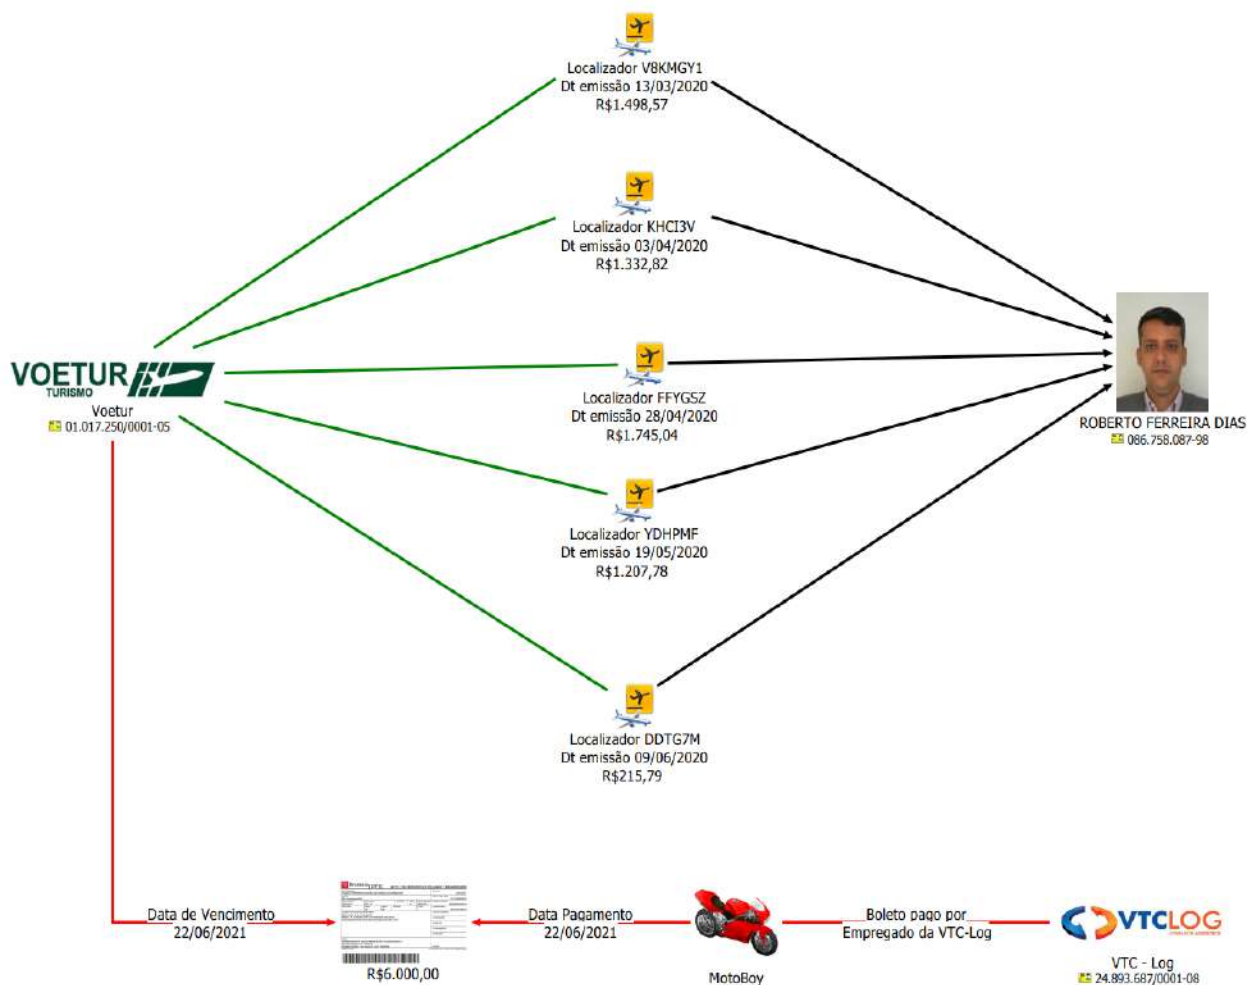 Localizador V8KMGY1
Dt emissão 13/03/2020
R$1.498,57
Localizador KHCI3V
Dt emissão 03/04/2020
R$1.332,82
VOETUR
TURISMO
Voetur
01.017.250/0001-05
Localizador FFYGSZ
Dt emissão 28/04/2020
R$1.745,04
ROBERTO FERREIRA DIAS
086.758.087-98
Localizador YDHPMF
Dt emissão 19/05/2020
R$1.207,78
Localizador DDTG7M
Dt emissão 09/06/2020
R$215,79
Data de Vencimento
22/06/2021
R$6.000,00
Data Pagamento
22/06/2021
MotoBoy
Boleto pago por
Empregado da VTC-Log
VTCLOG
VTC - Log
24.893.687/0001-08